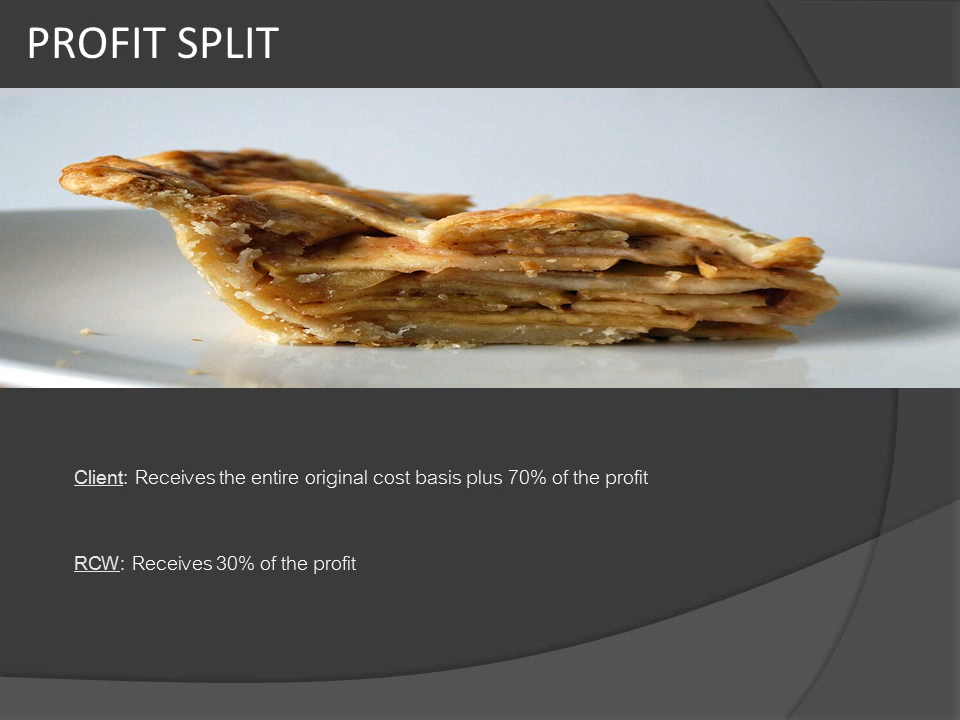 PROFIT SPLIT
Client: Receives the entire original cost basis plus 70% of the profit
RCW: Receives 30% of the profit